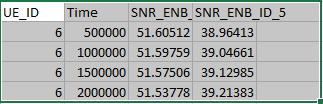 UE_ID Time SNR_ENB_ SNR_ENB_ID_5
6 500000 51.60512 38.96413
6 1000000 51.59759 39.04661
6 1500000 51.57506 39.12985
6 2000000 51.53778 39.21383